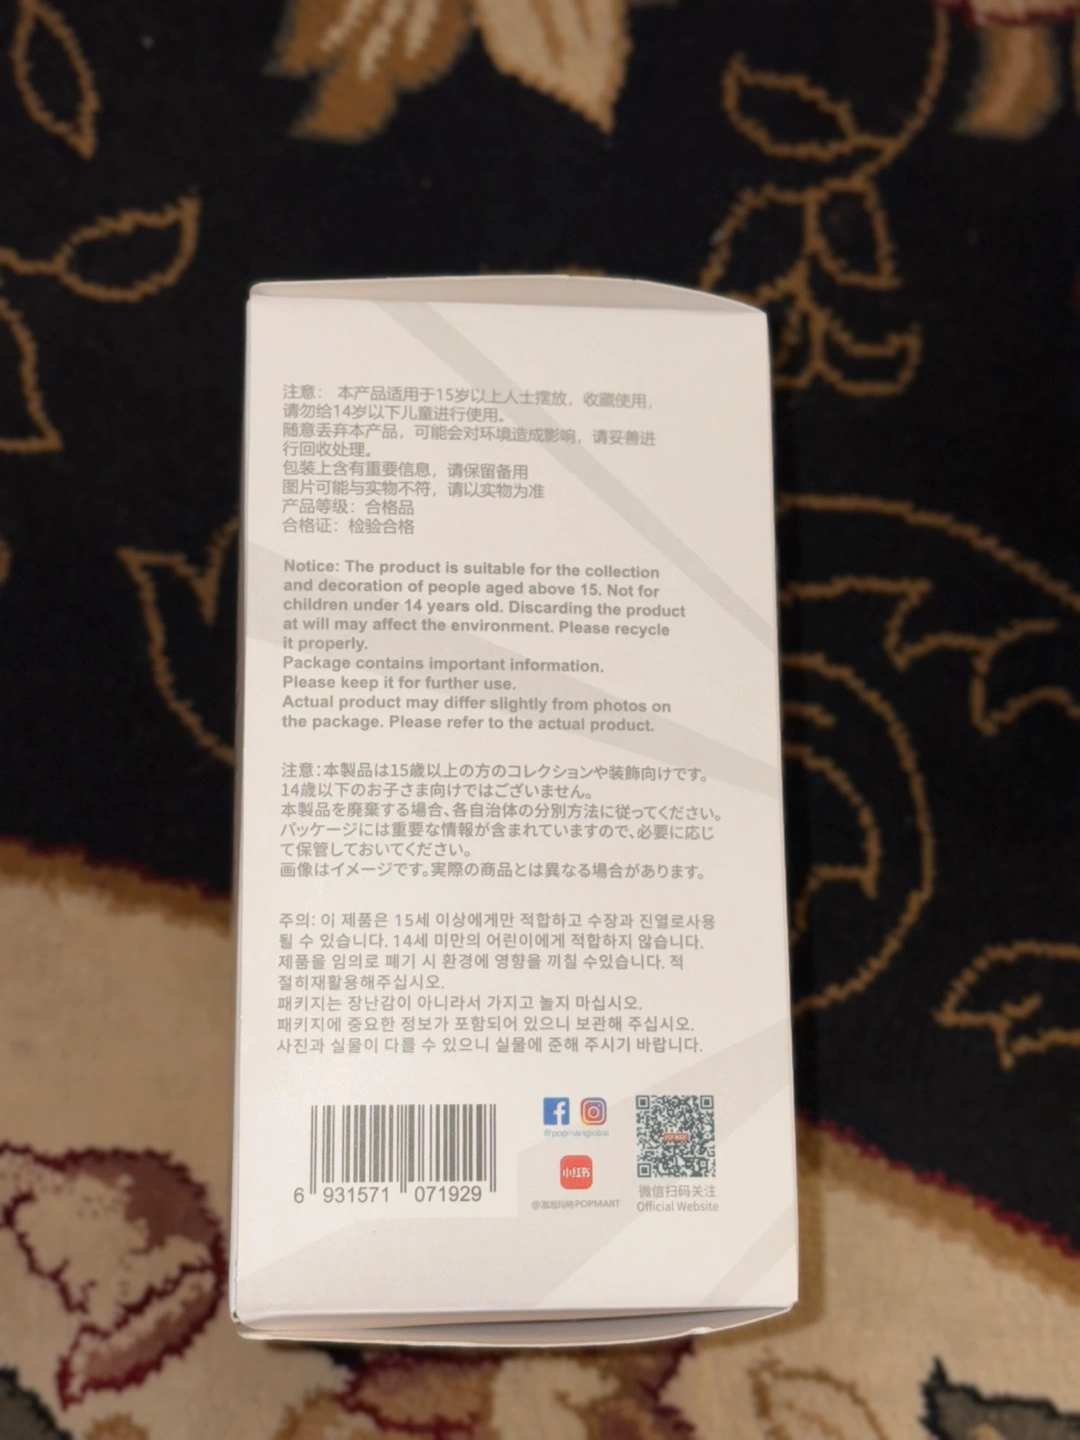 注意： 本产品适用于15岁以上人士摆放，收藏使用，
请勿给14岁以下儿童进行使用。
随意丢弃本产品，可能会对环境造成影响，请妥善进
行回收处理。
包装上含有重要信息，请保留备用
图片可能与实物不符，请以实物为准
产品等级：合格品
合格证：检验合格
Notice: The product is suitable for the collection
and decoration of people aged above 15. Not for
children under 14 years old. Discarding the product
at will may affect the environment. Please recycle
it properly.
Package contains important information.
Please keep it for further use.
Actual product may differ slightly from photos on
the package. Please refer to the actual product.
注意：本製品は15歳以上の方のコレクションや装飾向けです。
14歳以下のお子さま向けではございません。
本製品を廃棄する場合、各自治体の分別方法に従ってください。
パッケージには重要な情報が含まれていますので、必要に応じ
て保管しておいてください。
画像はイメージです。実際の商品とは異なる場合があります。
주의: 이 제품은 15세 이상에게만 적합하고 수장과 진열로사용
될 수 있습니다. 14세 미만의 어린이에게 적합하지 않습니다.
제품을 임의로 폐기 시 환경에 영향을 끼칠 수있습니다. 적
절히재활용해주십시오.
패키지는 장난감이 아니라서 가지고 놀지 마십시오.
패키지에 중요한 정보가 포함되어 있으니 보관해 주십시오.
사진과 실물이 다를 수 있으니 실물에 준해 주시기 바랍니다.
6 931571 071929
@popmartglobal
小红书
@泡泡玛特POPMART
POP MART
微信扫码关注
Official Website